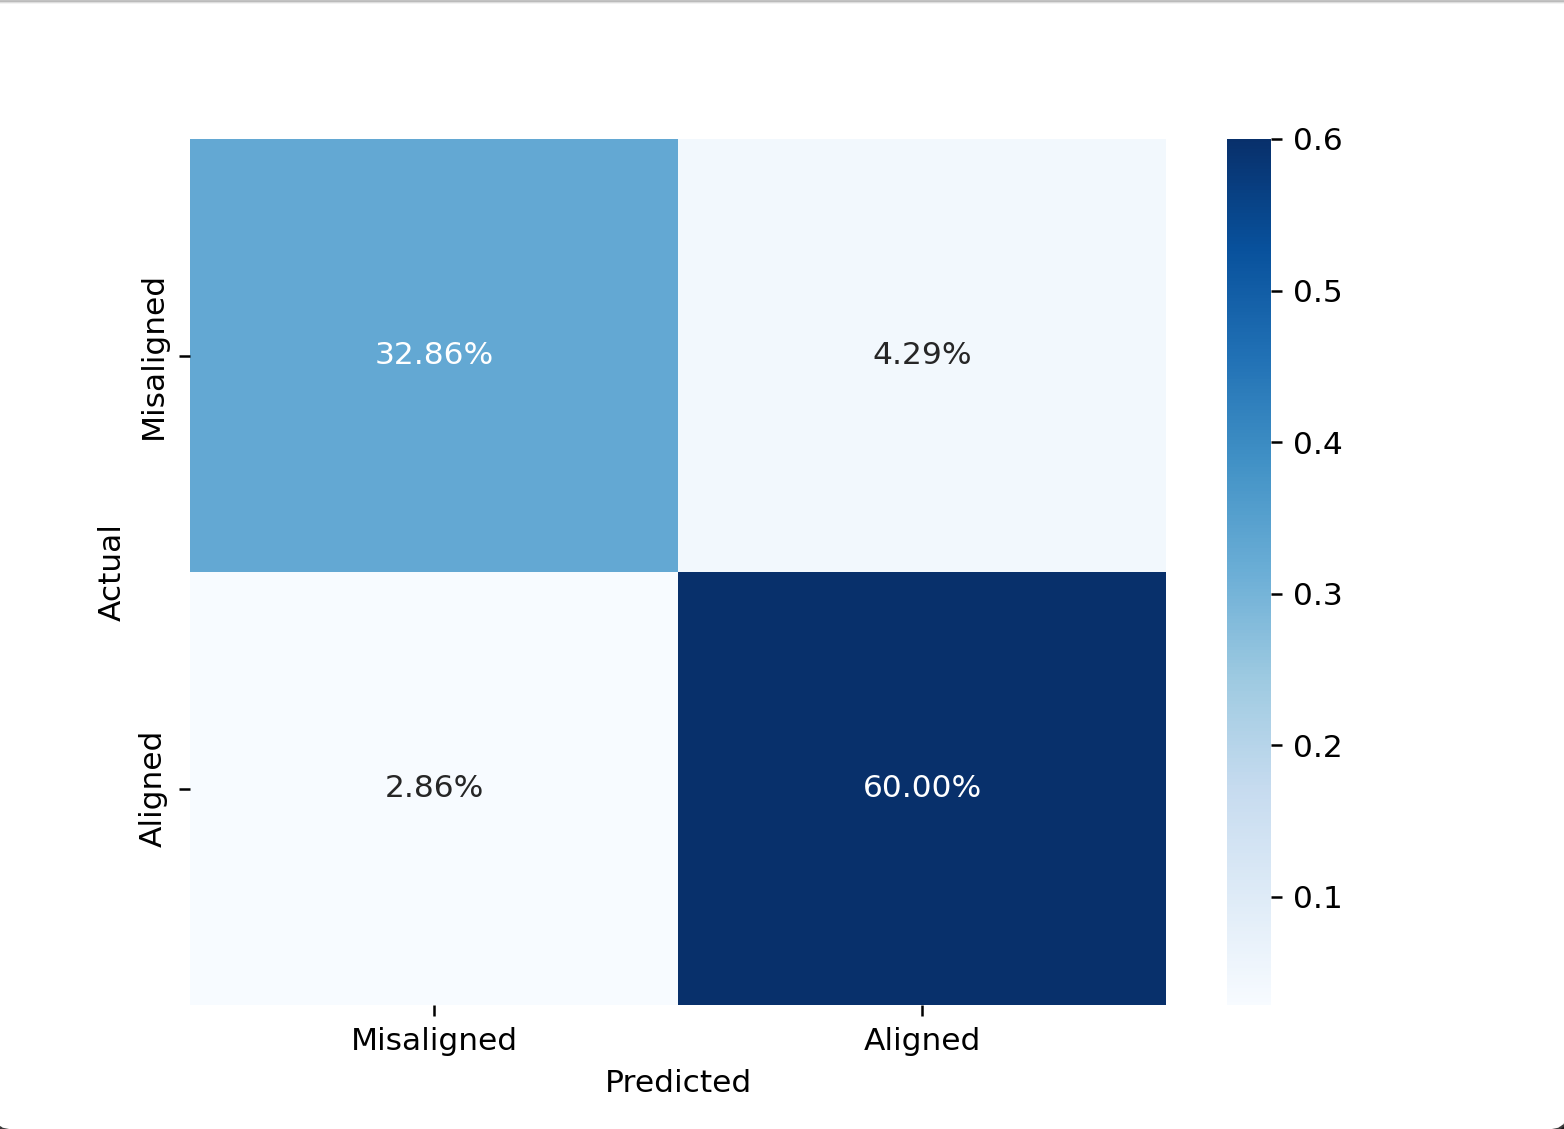 0.6
0.5
0.4
0.3
0.2
0.1
Actual
Misaligned
Aligned
32.86%
4.29%
2.86%
60.00%
Misaligned
Aligned
Predicted